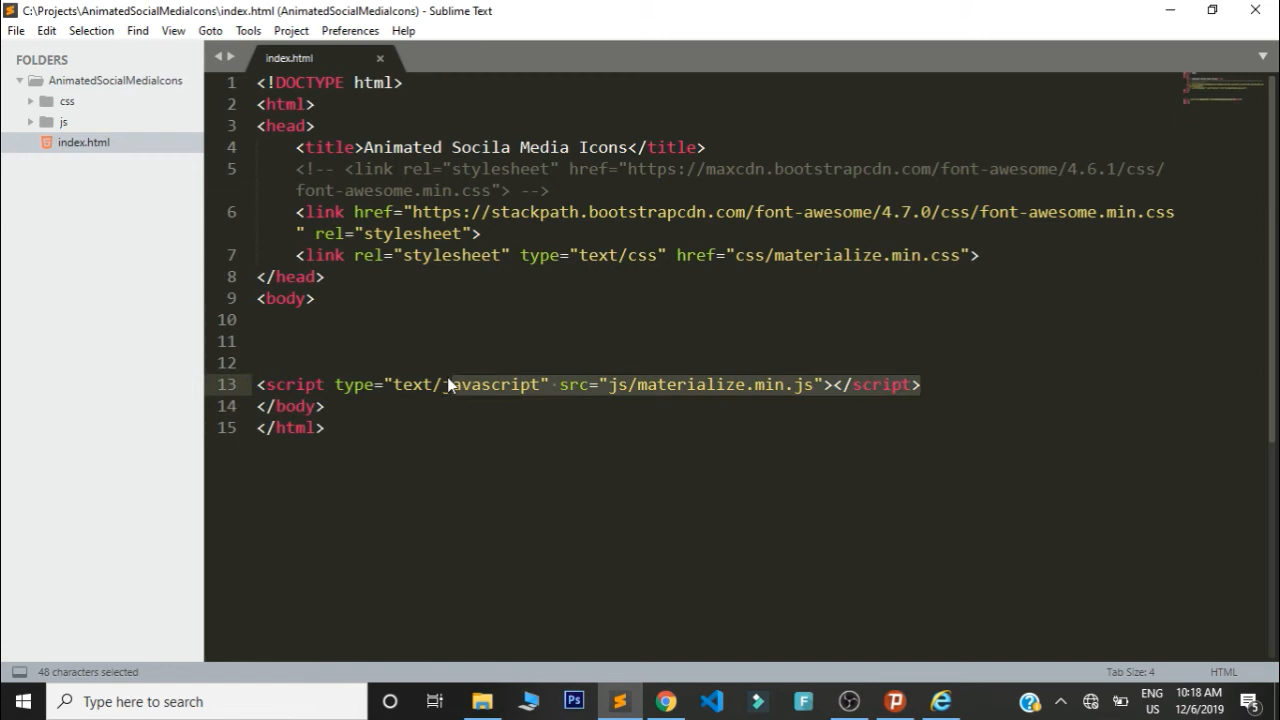 C:\Projects\AnimatedSocialMediaIcons\index.html (AnimatedSocialMediaIcons) - Sublime Text
File Edit Selection Find View Goto Tools Project Preferences Help
FOLDERS
AnimatedSocialMediaIcons
css
js
index.html
index.html
1 <!DOCTYPE html>
2 <html>
3 <head>
4 <title>Animated Socila Media Icons</title>
5 <!-- <link rel="stylesheet" href="https://maxcdn.bootstrapcdn.com/font-awesome/4.6.1/css/
font-awesome.min.css"> -->
6 <link href="https://stackpath.bootstrapcdn.com/font-awesome/4.7.0/css/font-awesome.min.css
" rel="stylesheet">
7 <link rel="stylesheet" type="text/css" href="css/materialize.min.css">
8 </head>
9 <body>
10
11
12
13 <script type="text/javascript" src="js/materialize.min.js"></script>
14 </body>
15 </html>
48 characters selected
Tab Size: 4
HTML
Type here to search
Ps
F
ENG
US
10:18 AM
12/6/2019
5